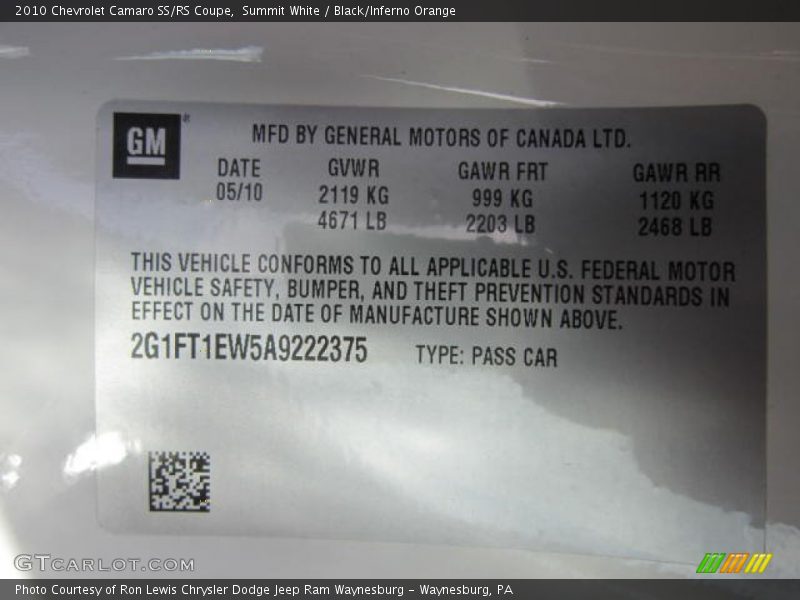 2010 Chevrolet Camaro SS/RS Coupe, Summit White / Black/Inferno Orange
GM®
MFD BY GENERAL MOTORS OF CANADA LTD.
DATE GVWR GAWR FRT GAWR RR
05/10 2119 KG 999 KG 1120 KG
4671 LB 2203 LB 2468 LB
THIS VEHICLE CONFORMS TO ALL APPLICABLE U.S. FEDERAL MOTOR
VEHICLE SAFETY, BUMPER, AND THEFT PREVENTION STANDARDS IN
EFFECT ON THE DATE OF MANUFACTURE SHOWN ABOVE.
2G1FT1EW5A9222375 TYPE: PASS CAR
GTCARLOT.COM
Photo Courtesy of Ron Lewis Chrysler Dodge Jeep Ram Waynesburg – Waynesburg, PA